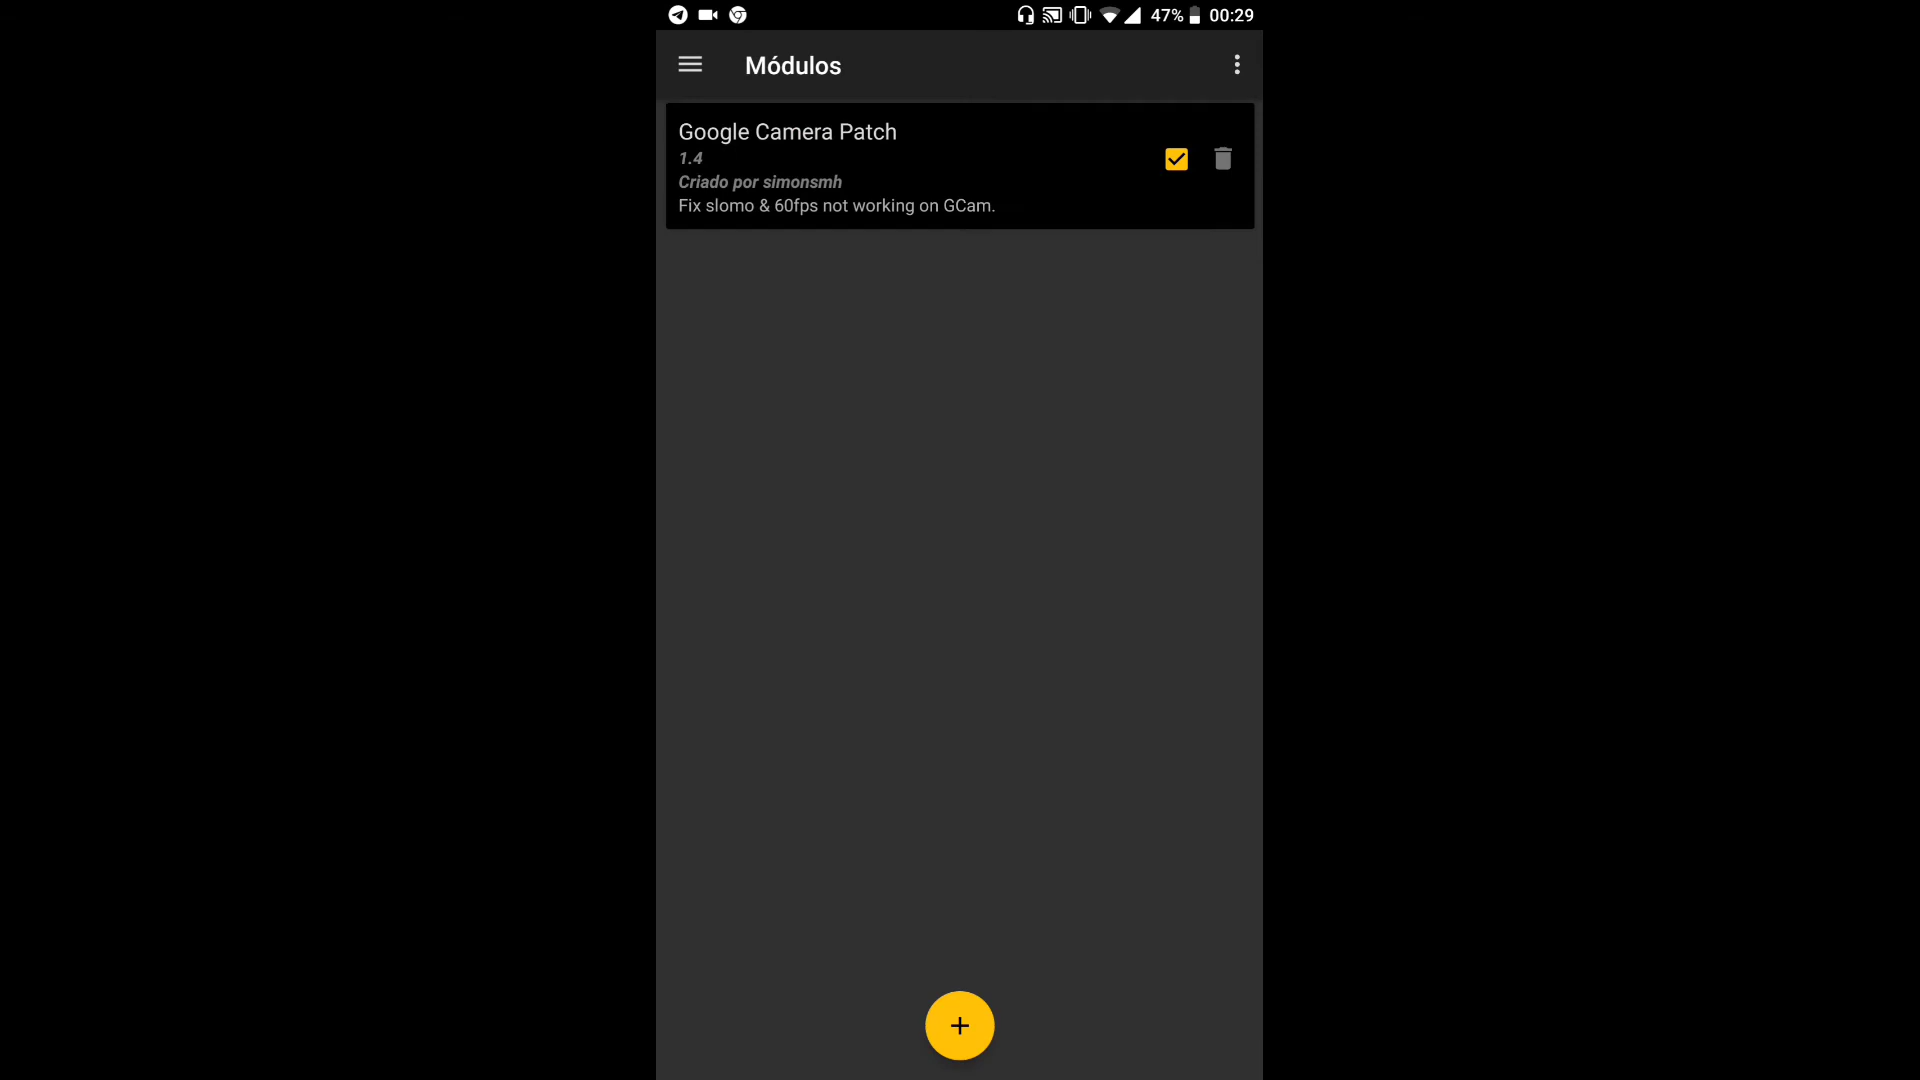 47% 00:29
Módulos
Google Camera Patch
1.4
Criado por simonsmh
Fix slomo & 60fps not working on GCam.